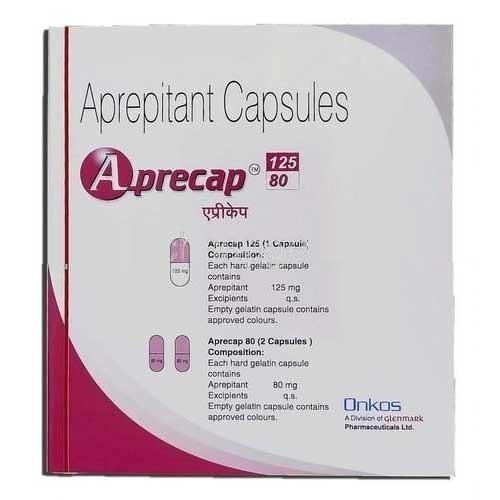 Aprepitant Capsules
Aprecap™ 125
80
एप्रीकेप
Aprecap 125 (1 Capsule)
Composition:
Each hard gelatin capsule
contains
Aprepitant 125 mg
Excipients q.s.
Empty gelatin capsule contains
approved colours.
125 mg
Aprecap 80 (2 Capsules )
Composition:
Each hard gelatin capsule
contains
Aprepitant 80 mg
Excipients q.s.
Empty gelatin capsule contains
approved colours.
80 mg 80 mg
Onkos
A Division of glenmark
Pharmaceuticals Ltd.